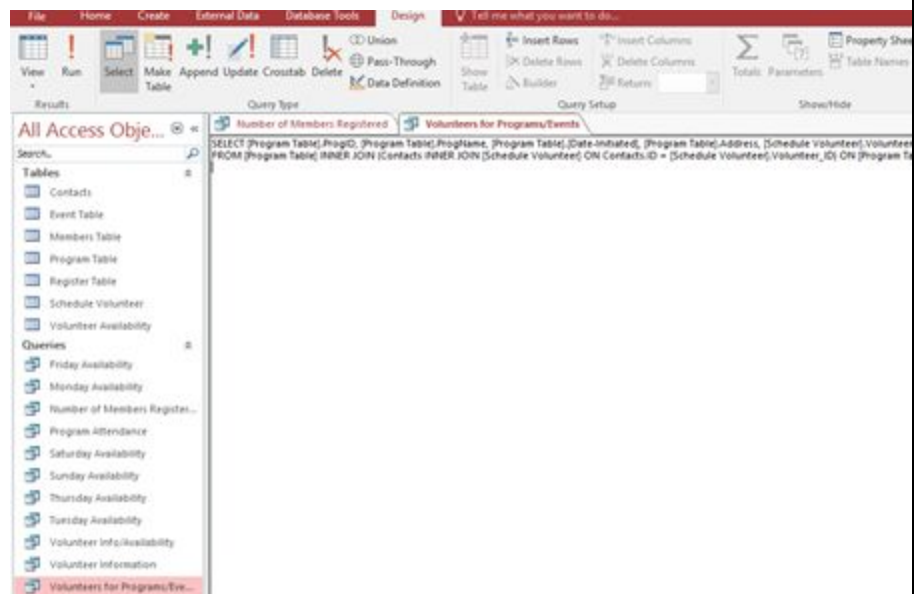 File Home Create External Data Database Tools Design Tell me what you want to do...
View Run Select Make Table Append Update Crosstab Delete
Union
Pass-Through
Data Definition
Show Table
Insert Rows
Delete Rows
Builder
Insert Columns
Delete Columns
Return:
Totals Parameters
Property Shee
Table Names
Results Query Type Query Setup Show/Hide
All Access Obje...
Search...
Tables
Contacts
Event Table
Members Table
Program Table
Register Table
Schedule Volunteer
Volunteer Availability
Queries
Friday Availability
Monday Availability
Number of Members Register...
Program Attendance
Saturday Availability
Sunday Availability
Thursday Availability
Tuesday Availability
Volunteer Info/Availability
Volunteer Information
Volunteers for Programs/Eve...
Number of Members Registered Volunteers for Programs/Events
SELECT [Program Table].ProgID, [Program Table].ProgName, [Program Table].[Date-Initiated], [Program Table].Address, [Schedule Volunteer].Volunteer
FROM [Program Table] INNER JOIN (Contacts INNER JOIN [Schedule Volunteer] ON Contacts.ID = [Schedule Volunteer].Volunteer_ID) ON [Program Ta